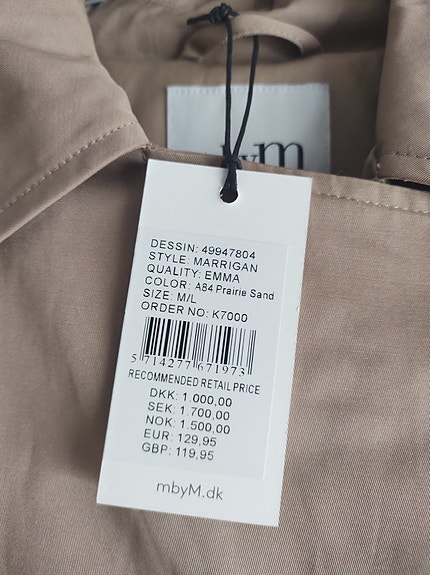 byM
DESSIN: 49947804
STYLE: MARRIGAN
QUALITY: EMMA
COLOR: A84 Prairie Sand
SIZE: M/L
ORDER NO: K7000
5 714277 671973
RECOMMENDED RETAIL PRICE
DKK: 1.000,00
SEK: 1.700,00
NOK: 1.500,00
EUR: 129,95
GBP: 119,95
mbyM.dk